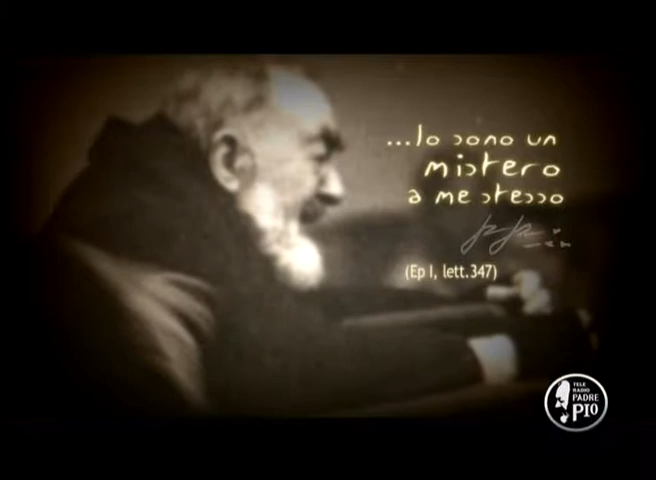 ...Io sono un
mistero
a me stesso
(Ep I, lett.347)
TELE
RADIO
PADRE
PIO